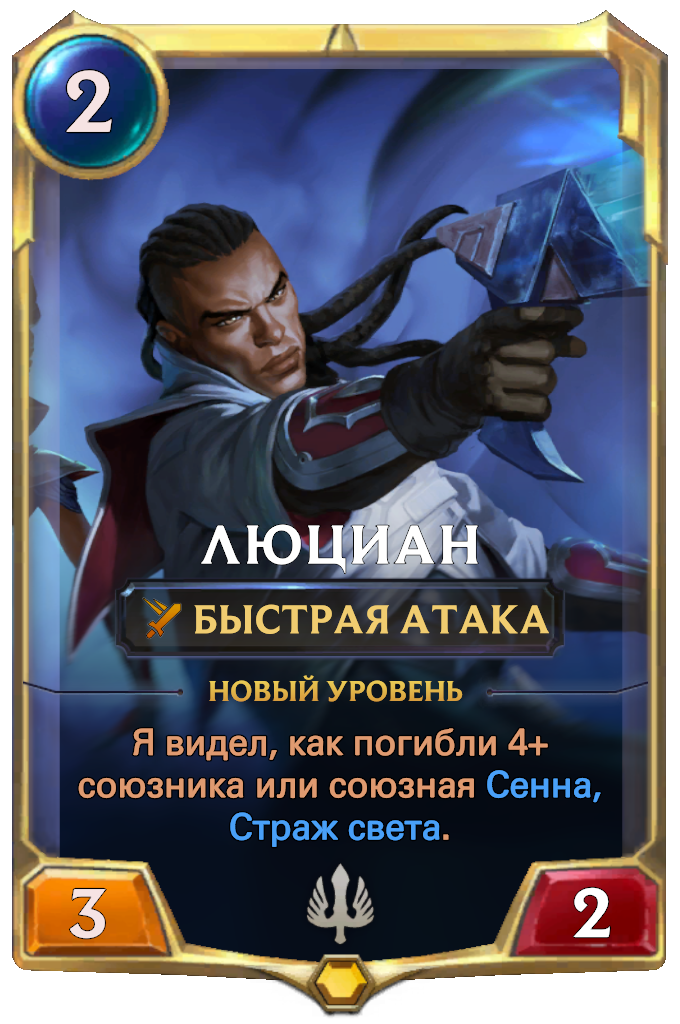 2
ЛЮЦИАН
БЫСТРАЯ АТАКА
НОВЫЙ УРОВЕНЬ
Я видел, как погибли 4+
союзника или союзная Сенна,
Страж света.
3
2